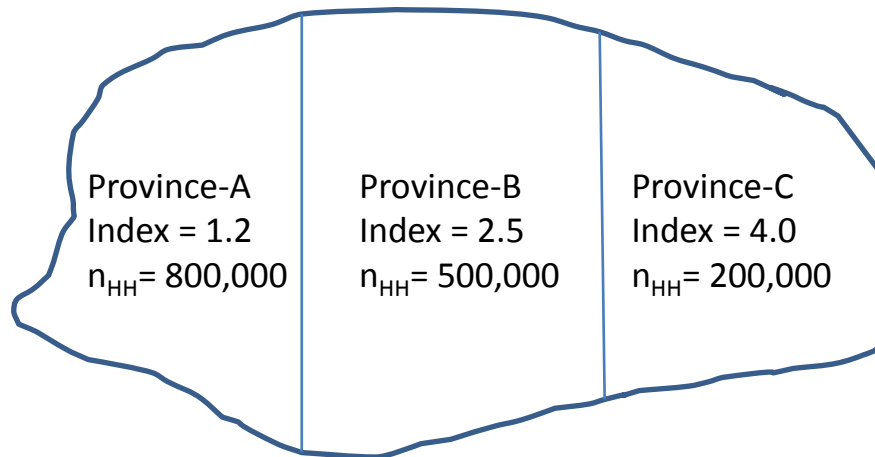 Province-A
Index = 1.2
nHH= 800,000
Province-B
Index = 2.5
nHH= 500,000
Province-C
Index = 4.0
nHH= 200,000